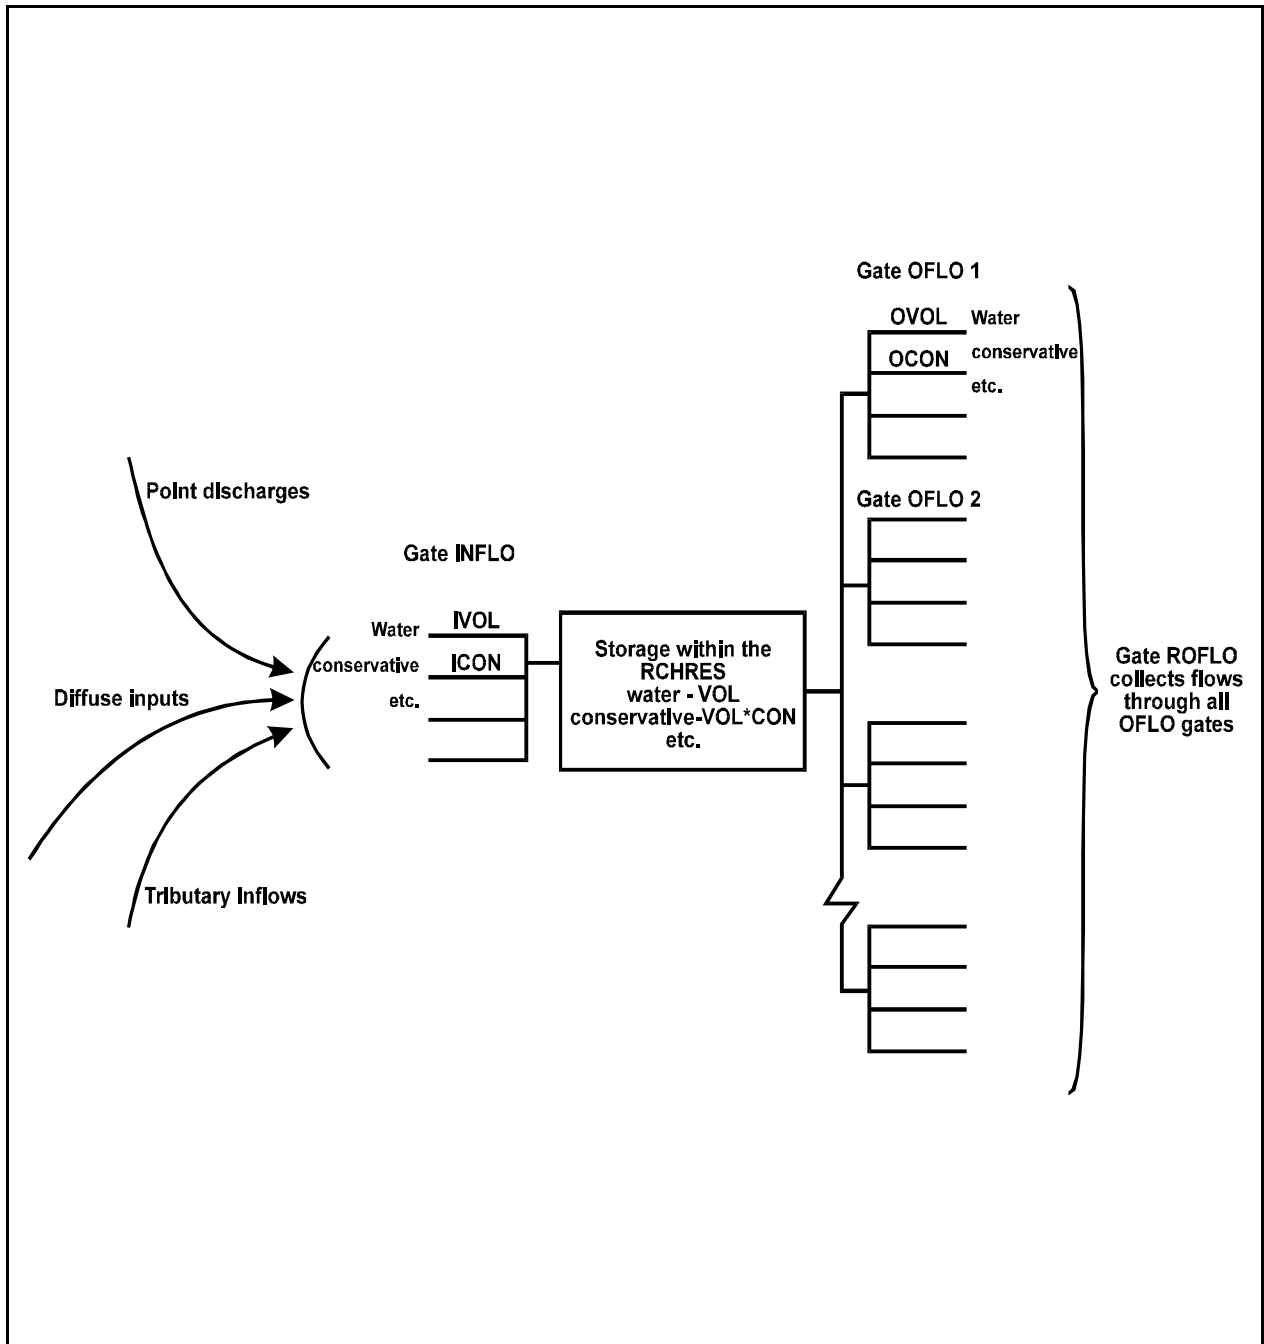 Gate OFLO 1
OVOL Water
OCON conservative
etc.
Point discharges
Gate OFLO 2
Gate INFLO
Water IVOL
conservative ICON
etc.
Diffuse inputs
Storage within the
RCHRES
water - VOL
conservative-VOL*CON
etc.
Gate ROFLO
collects flows
through all
OFLO gates
Tributary Inflows